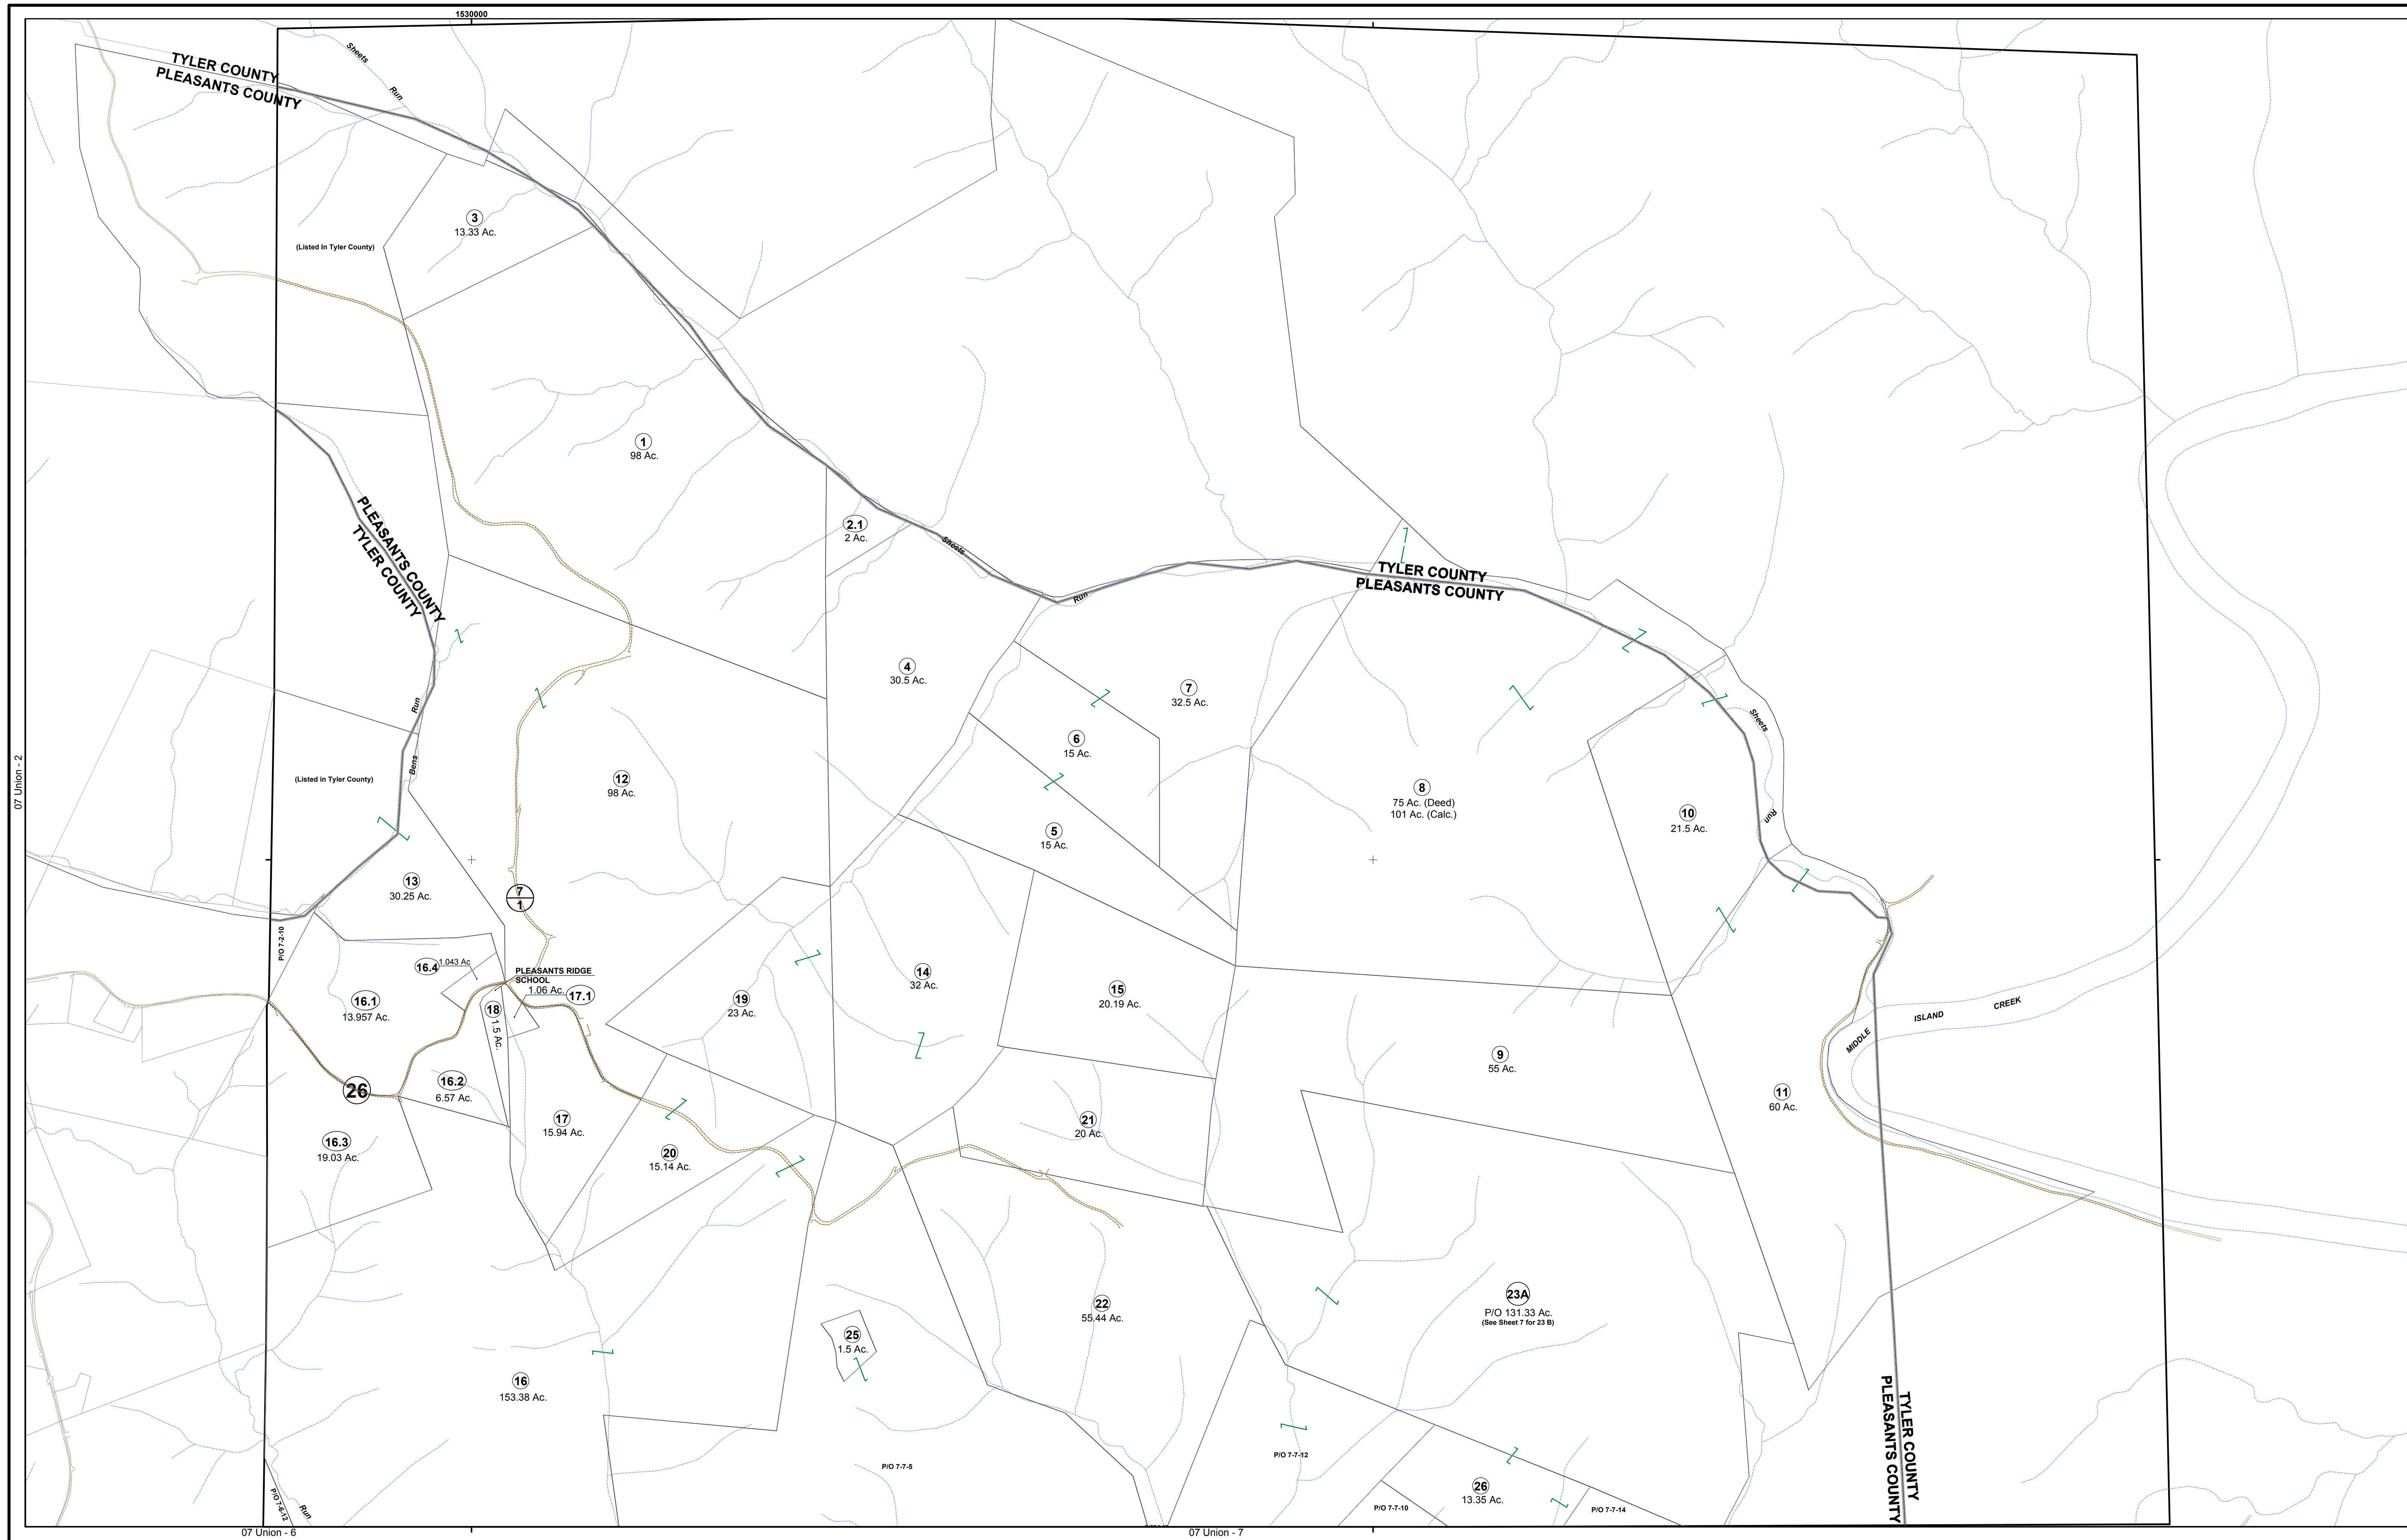 1530000
Sheets
Run
TYLER COUNTY
PLEASANTS COUNTY
3
13.33 Ac.
(Listed In Tyler County)
1
98 Ac.
2.1
2 Ac.
PLEASANTS COUNTY
TYLER COUNTY
Sheets
Run
TYLER COUNTY
PLEASANTS COUNTY
4
30.5 Ac.
7
32.5 Ac.
6
15 Ac.
Run
Bens
Sheets
Run
(Listed in Tyler County)
12
98 Ac.
8
75 Ac. (Deed)
101 Ac. (Calc.)
10
21.5 Ac.
5
15 Ac.
07 Union - 2
13
30.25 Ac.
7
1
P/O 7-2-10
16.4
1.043 Ac
PLEASANTS RIDGE
SCHOOL
1.06 Ac.
17.1
14
32 Ac.
15
20.19 Ac.
16.1
13.957 Ac.
18
1.5 Ac.
19
23 Ac.
MIDDLE
ISLAND
CREEK
9
55 Ac.
26
16.2
6.57 Ac.
11
60 Ac.
17
15.94 Ac.
21
20 Ac.
16.3
19.03 Ac.
20
15.14 Ac.
22
55.44 Ac.
23A
P/O 131.33 Ac.
(See Sheet 7 for 23 B)
25
1.5 Ac.
16
153.38 Ac.
TYLER COUNTY
PLEASANTS COUNTY
P/O 7-7-5
P/O 7-7-12
26
13.35 Ac.
P/O 7-7-10
P/O 7-7-14
P/O 7-6-12
Run
07 Union - 6
07 Union - 7